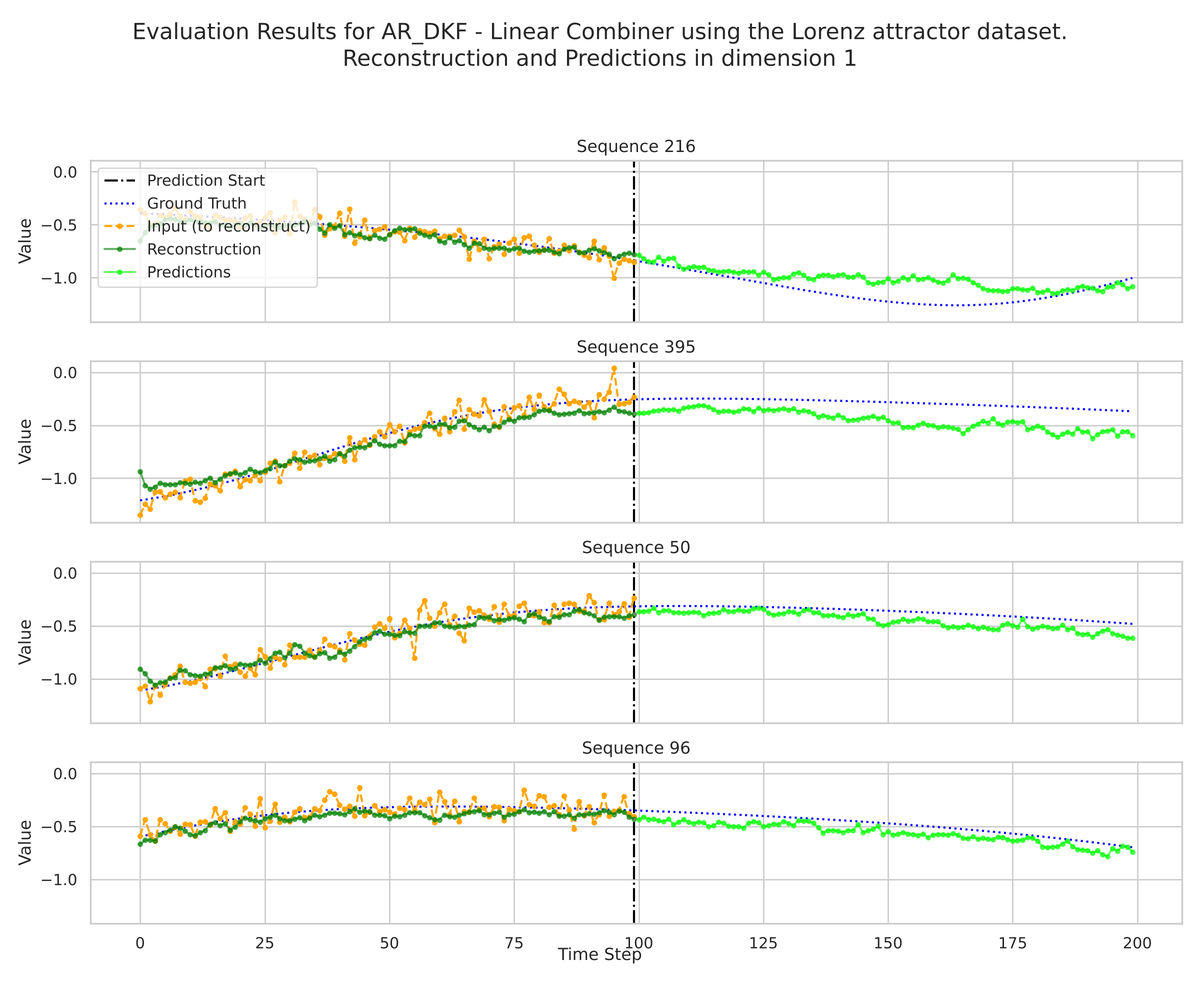 Evaluation Results for AR_DKF - Linear Combiner using the Lorenz attractor dataset.
Reconstruction and Predictions in dimension 1
Sequence 216
0.0
−0.5
−1.0
Value
Prediction Start
Ground Truth
Input (to reconstruct)
Reconstruction
Predictions
Sequence 395
0.0
−0.5
−1.0
Value
Sequence 50
0.0
−0.5
−1.0
Value
Sequence 96
0.0
−0.5
−1.0
Value
0 25 50 75 100 125 150 175 200
Time Step